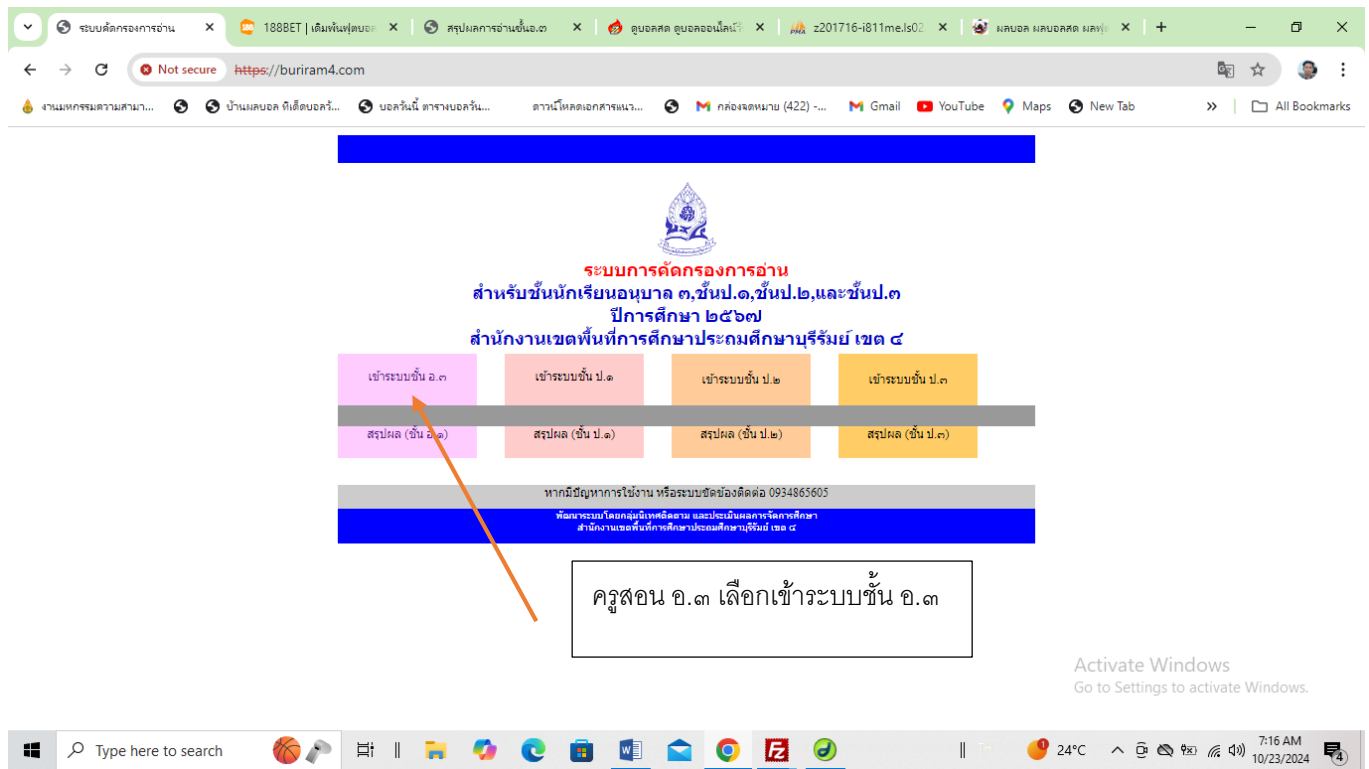 ระบบคัดกรองการอ่าน
188BET | เดิมพันฟุตบอล
สรุปผลการอ่านชั้นอ.๓
ดูบอลสด ดูบอลออนไลน์
z201716-i811me.ls02
ผลบอล ผลบอลสด
Not secure https://buriram4.com
งานมหกรรมความสามา...
บ้านผลบอล ทีเด็ดบอลวั...
บอลวันนี้ ตารางบอลวัน...
ดาวน์โหลดเอกสารแนว...
กล่องจดหมาย (422) -...
Gmail
YouTube
Maps
New Tab
All Bookmarks
ระบบการคัดกรองการอ่าน
สำหรับชั้นนักเรียนอนุบาล ๓,ชั้นป.๑,ชั้นป.๒,และชั้นป.๓
ปีการศึกษา ๒๕๖๗
สำนักงานเขตพื้นที่การศึกษาประถมศึกษาบุรีรัมย์ เขต ๔
เข้าระบบชั้น อ.๓
เข้าระบบชั้น ป.๑
เข้าระบบชั้น ป.๒
เข้าระบบชั้น ป.๓
สรุปผล (ชั้น อ.๑)
สรุปผล (ชั้น ป.๑)
สรุปผล (ชั้น ป.๒)
สรุปผล (ชั้น ป.๓)
หากมีปัญหาการใช้งาน หรือระบบขัดข้องติดต่อ 0934865605
พัฒนาระบบโดยกลุ่มนิเทศติดตาม และประเมินผลการจัดการศึกษา
สำนักงานเขตพื้นที่การศึกษาประถมศึกษาบุรีรัมย์ เขต ๔
ครูสอน อ.๓ เลือกเข้าระบบชั้น อ.๓
Activate Windows
Go to Settings to activate Windows.
Type here to search
24°C
7:16 AM
10/23/2024